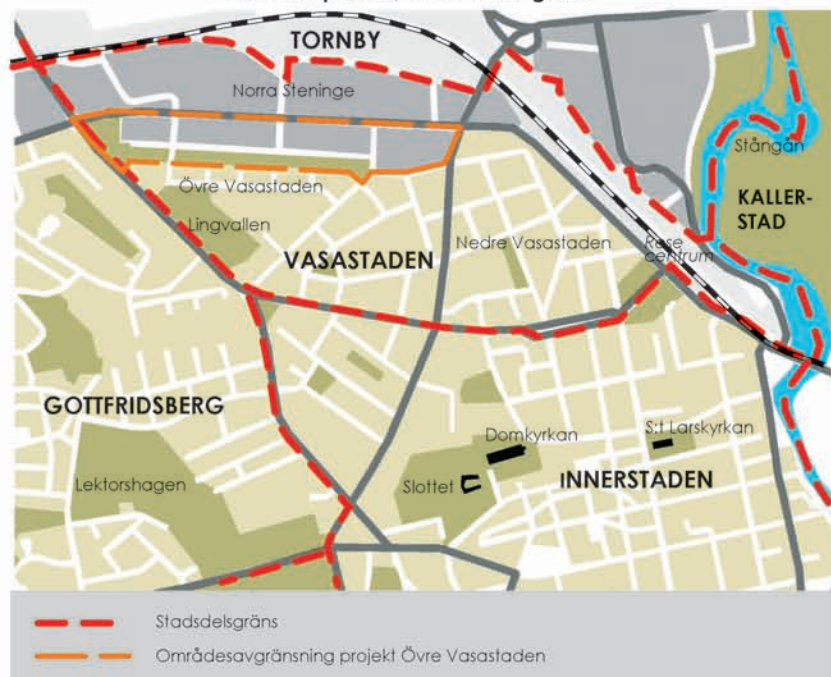 TORNBY
Norra Steninge
Stångån
Övre Vasastaden
KALLER-
STAD
Lingvallen
VASASTADEN
Nedre Vasastaden
Rese
centrum
GOTTFRIDSBERG
Domkyrkan
S:t Larskyrkan
Lektorshagen
Slottet
INNERSTADEN
Stadsdelsgräns
Områdesavgränsning projekt Övre Vasastaden